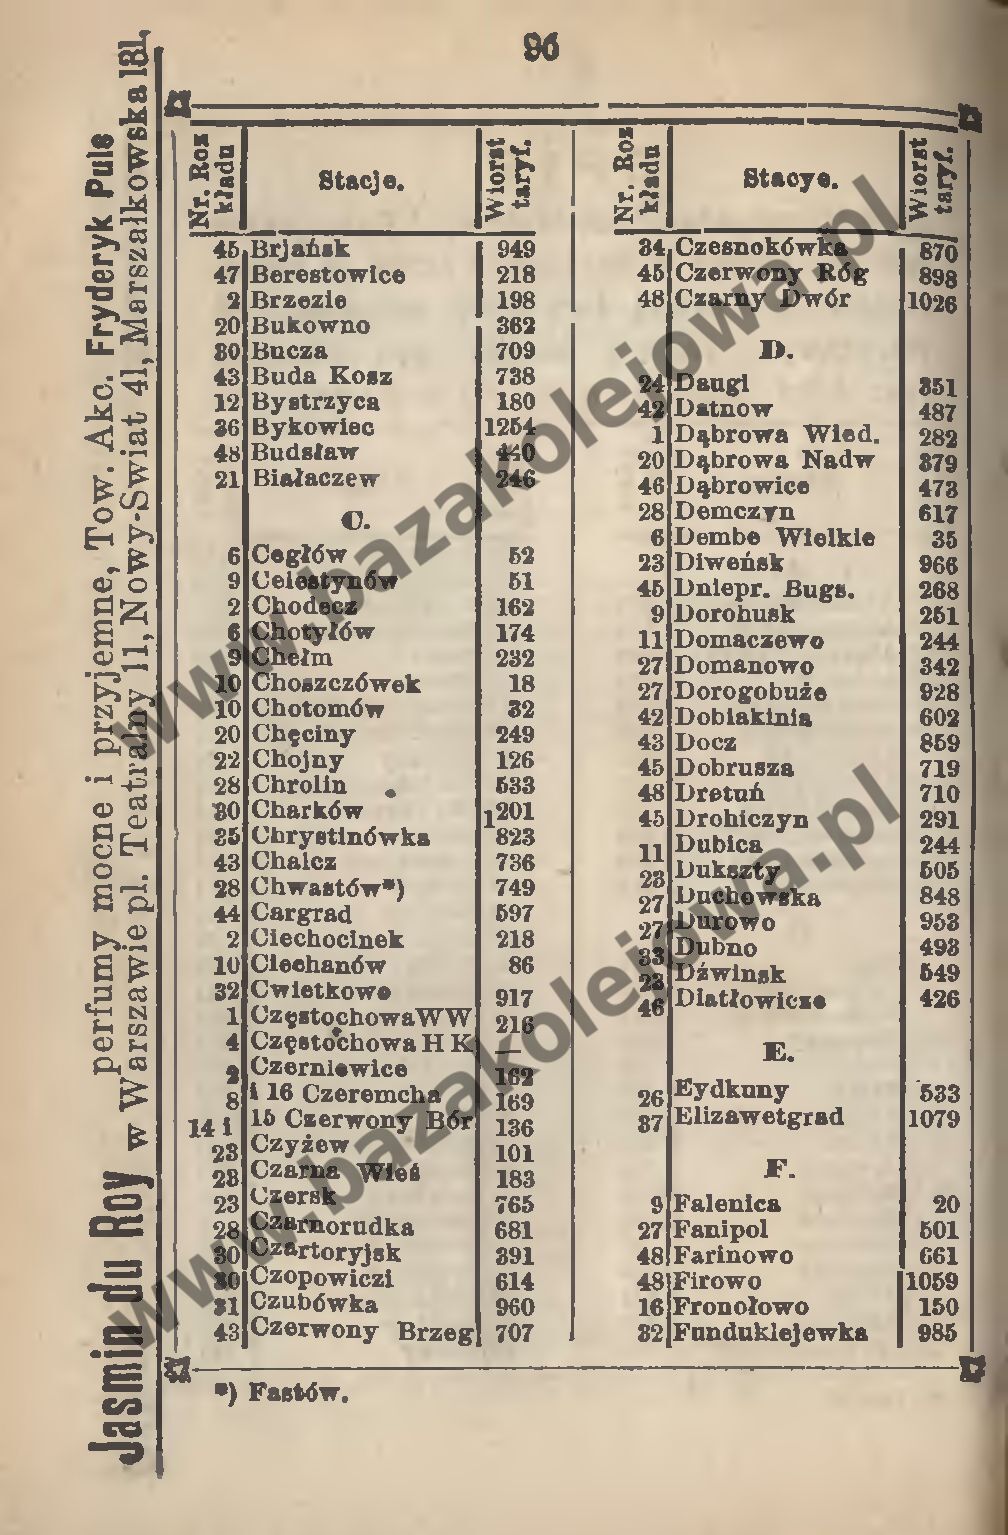 96
Jasmin du Roy perfumy mocne i przyjemne, Tow. Akc. Fryderyk Puls
w Warszawie pl. Teatralny 11, Nowy-Świat 41, Marszałkowska 131,
Nr. Roz kładu Stacje. Wiorst taryf.
45 Brjańsk 949
47 Berestowice 218
2 Brzezie 198
20 Bukowno 362
30 Bucza 709
43 Buda Kosz 738
12 Bystrzyca 180
36 Bykowiec 1254
48 Budsław 440
21 Białaczew 246
C.
6 Cegłów 52
9 Celestynów 51
2 Chodecz 162
6 Chotyłów 174
9 Chełm 232
10 Choszczówek 18
10 Chotomów 32
20 Chęciny 249
22 Chojny 126
28 Chrolin 533
30 Charków 1201
35 Chrystinówka 823
43 Chalcz 736
28 Chwastów*) 749
44 Cargrad 597
2 Ciechocinek 218
10 Ciechanów 86
32 Cwietkowo 917
1 Częstochowa W W 216
4 Częstochowa H K —
2 Czerniewice 162
8 i 16 Czeremcha 169
14 i 15 Czerwony Bór 136
23 Czyżew 101
23 Czarna Wieś 183
23 Czersk 765
28 Czarnorudka 681
30 Czartoryjsk 391
30 Czopowiczi 614
31 Czubówka 960
43 Czerwony Brzeg 707
Nr. Roz kładu Stacye. Wiorst taryf.
34 Czesnokówka 870
45 Czerwony Róg 898
48 Czarny Dwór 1026
D.
24 Daugi 351
42 Datnow 487
1 Dąbrowa Wied. 282
20 Dąbrowa Nadw 379
46 Dąbrowice 473
28 Demczyn 617
6 Dembe Wielkie 35
23 Diweńsk 966
45 Dniepr. Bugs. 268
9 Dorohusk 251
11 Domaczewo 244
27 Domanowo 342
27 Dorogobuże 928
42 Dobiakinia 602
43 Docz 859
45 Dobrusza 719
48 Dretuń 710
45 Drohiczyn 291
11 Dubica 244
23 Dukszty 505
27 Duchowska 848
27 Durowo 953
33 Dubno 493
23 Dźwinsk 549
46 Diatłowicze 426
E.
26 Eydkuny 533
37 Elizawetgrad 1079
F.
9 Falenica 20
27 Fanipol 501
48 Farinowo 661
48 Firowo 1059
16 Fronołowo 150
32 Funduklejewka 985
*) Fastów.
www.bazakolejowa.pl
www.bazakolejowa.pl